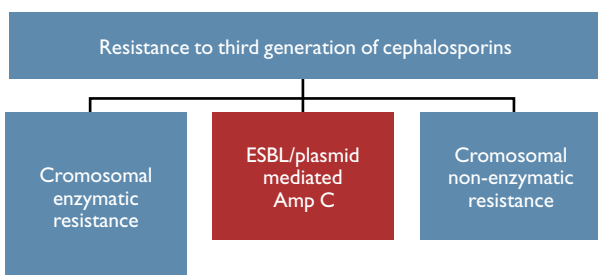 Resistance to third generation of cephalosporins
Cromosomal
enzymatic
resistance
ESBL/plasmid
mediated
Amp C
Cromosomal
non-enzymatic
resistance